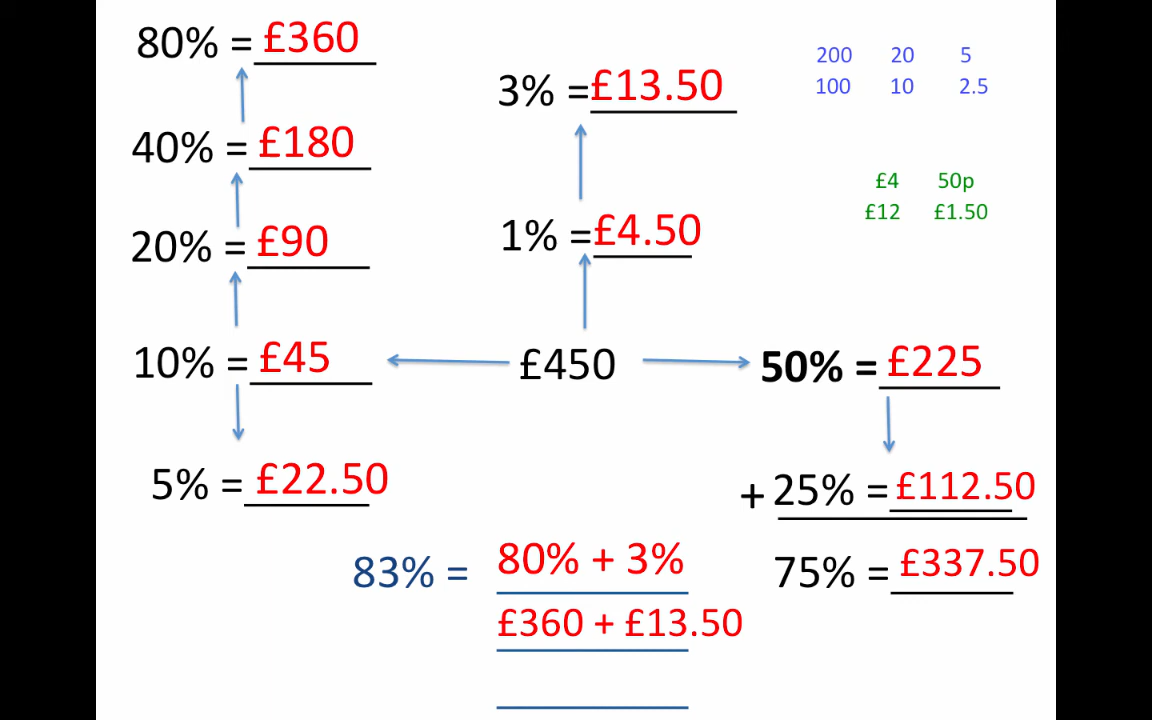 80% = £360
40% = £180
20% = £90
10% = £45
5% = £22.50
3% = £13.50
1% = £4.50
£450
200 20 5
100 10 2.5
£4 50p
£12 £1.50
50% = £225
+ 25% = £112.50
75% = £337.50
83% = 80% + 3%
£360 + £13.50